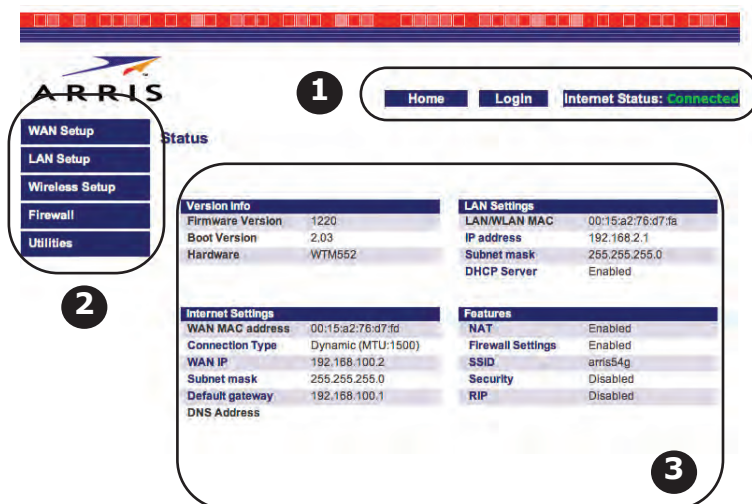 ARRIS
1
Home
Login
Internet Status: Connected
WAN Setup
LAN Setup
Wireless Setup
Firewall
Utilities
2
Status
Version Info
Firmware Version 1220
Boot Version 2.03
Hardware WTM552
LAN Settings
LAN/WLAN MAC 00:15:a2:76:d7:fa
IP address 192.168.2.1
Subnet mask 255.255.255.0
DHCP Server Enabled
Internet Settings
WAN MAC address 00:15:a2:76:d7:fd
Connection Type Dynamic (MTU:1500)
WAN IP 192.168.100.2
Subnet mask 255.255.255.0
Default gateway 192.168.100.1
DNS Address
Features
NAT Enabled
Firewall Settings Enabled
SSID arris54g
Security Disabled
RIP Disabled
3